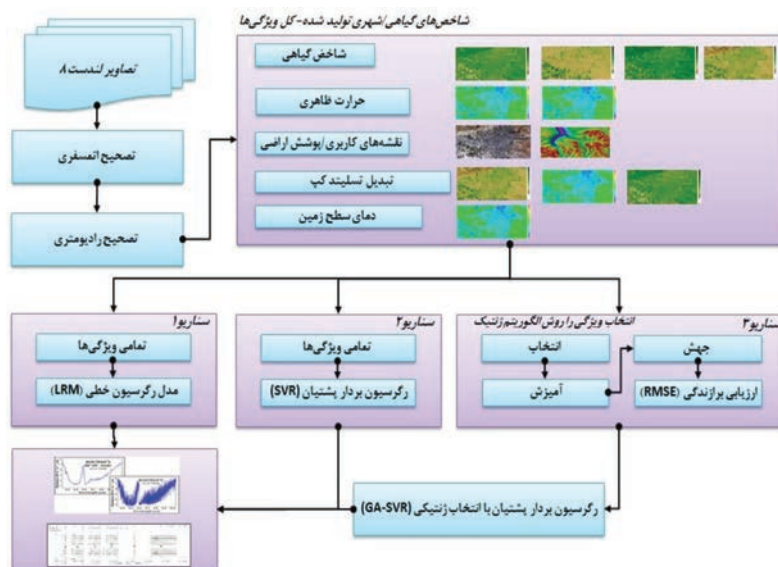 شاخص‌های گیاهی/شهری تولید شده-کل ویژگی‌ها
تصاویر لندست ۸
تصحیح اتمسفری
تصحیح رادیومتری
شاخص گیاهی
حرارت ظاهری
نقشه‌های کاربری/پوشش اراضی
تبدیل تسلیتد کپ
دمای سطح زمین
سناریو۱
تمامی ویژگی‌ها
مدل رگرسیون خطی (LRM)
سناریو۲
تمامی ویژگی‌ها
رگرسیون بردار پشتیان (SVR)
سناریو۳
انتخاب ویژگی را روش الگوریتم ژنتیک
انتخاب
آمیزش
جهش
ارزیابی برازندگی (RMSE)
رگرسیون بردار پشتیان با انتخاب ژنتیکی (GA-SVR)